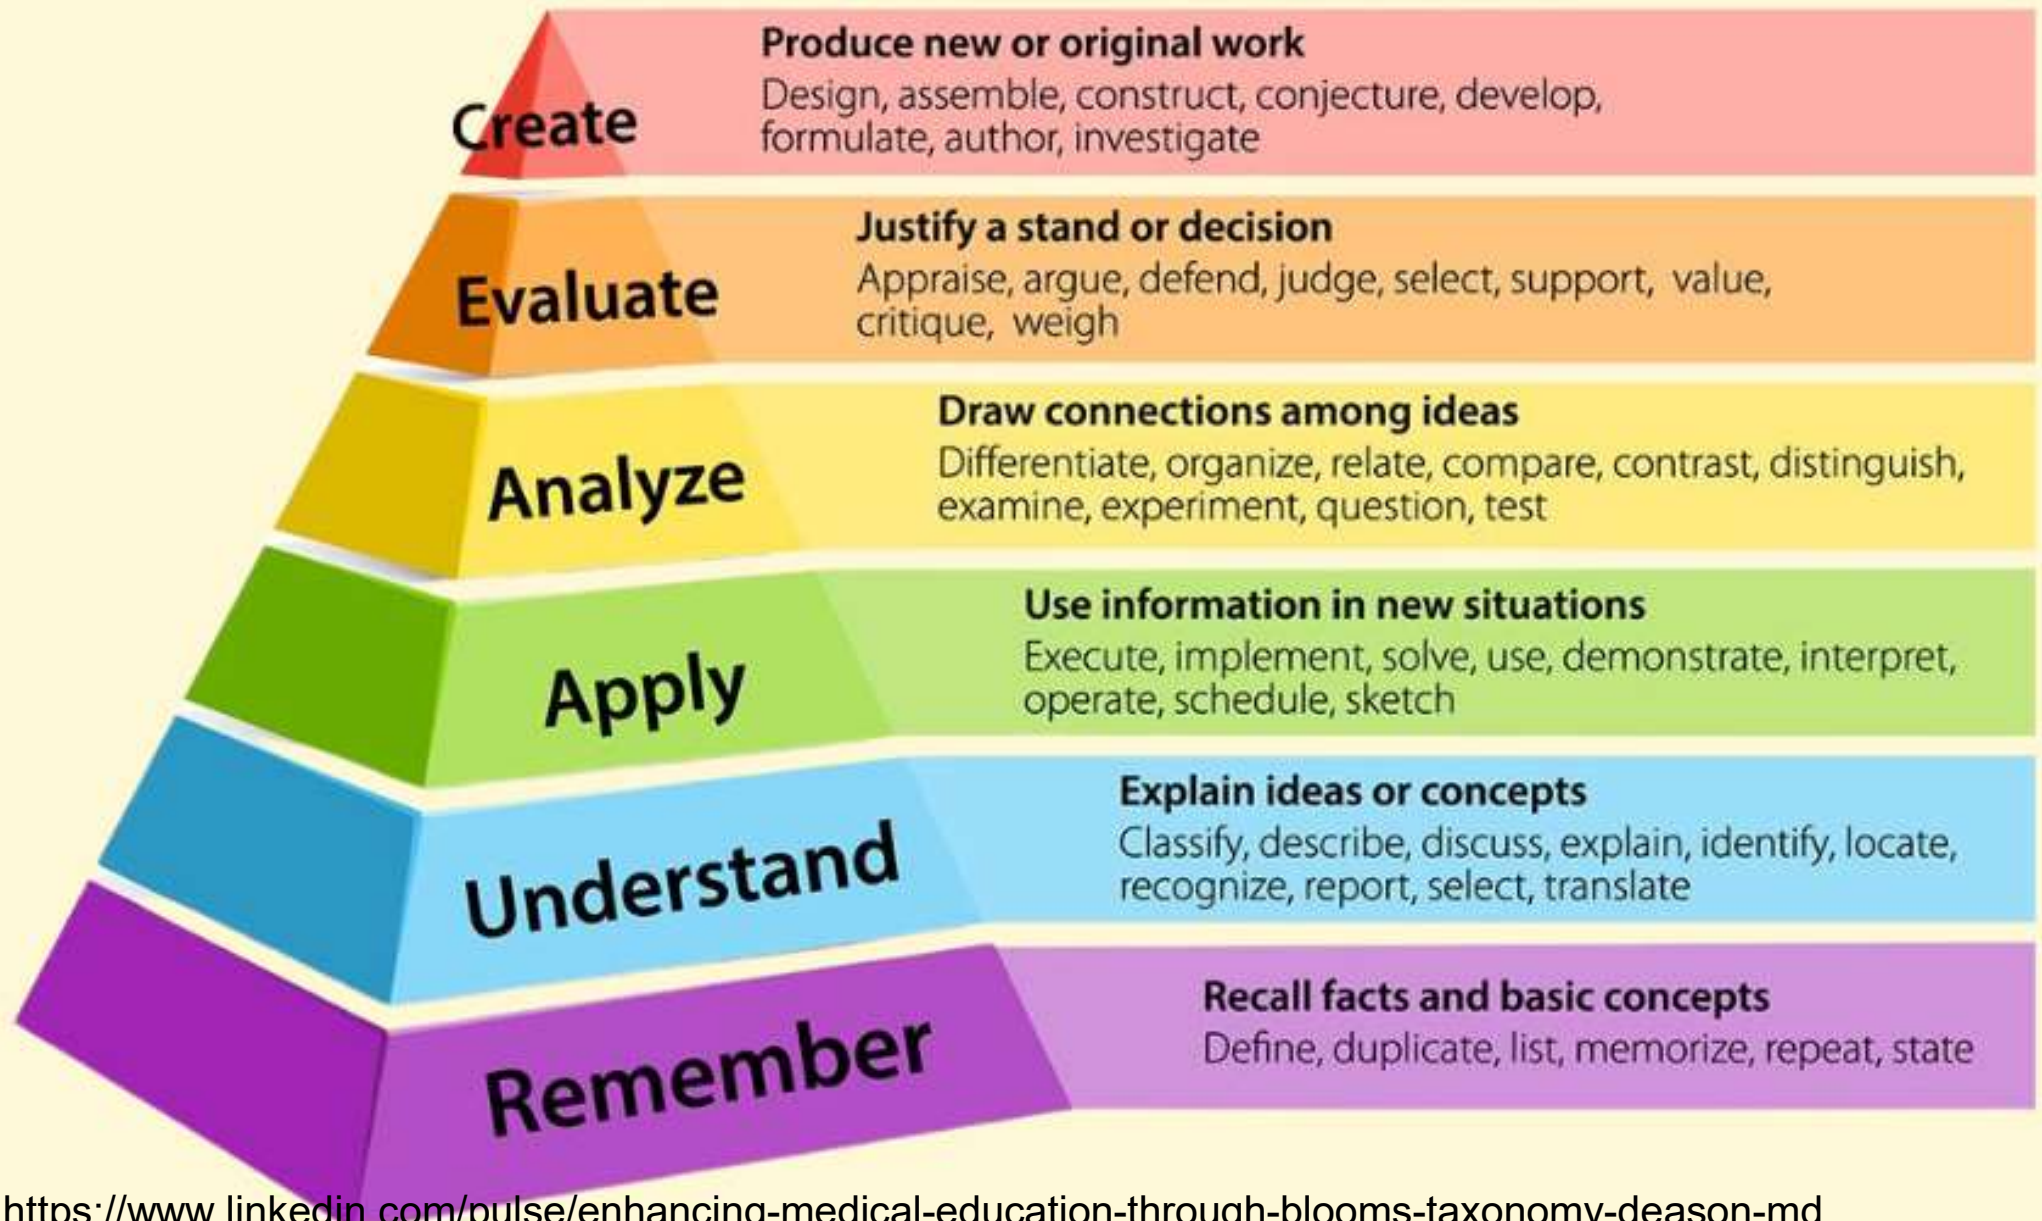 Create
Produce new or original work
Design, assemble, construct, conjecture, develop,
formulate, author, investigate
Evaluate
Justify a stand or decision
Appraise, argue, defend, judge, select, support, value,
critique, weigh
Analyze
Draw connections among ideas
Differentiate, organize, relate, compare, contrast, distinguish,
examine, experiment, question, test
Apply
Use information in new situations
Execute, implement, solve, use, demonstrate, interpret,
operate, schedule, sketch
Understand
Explain ideas or concepts
Classify, describe, discuss, explain, identify, locate,
recognize, report, select, translate
Remember
Recall facts and basic concepts
Define, duplicate, list, memorize, repeat, state
https://www.linkedin.com/pulse/enhancing-medical-education-through-blooms-taxonomy-deason-md